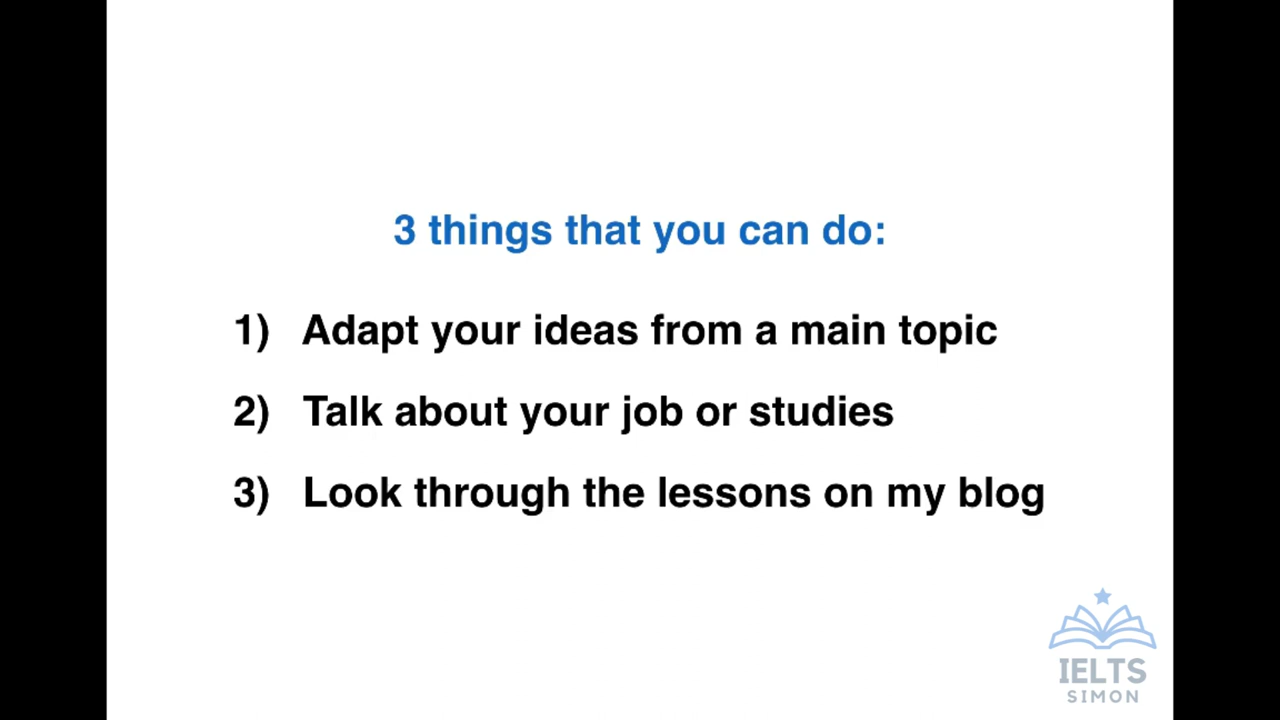 3 things that you can do:
1) Adapt your ideas from a main topic
2) Talk about your job or studies
3) Look through the lessons on my blog
IELTS
SIMON